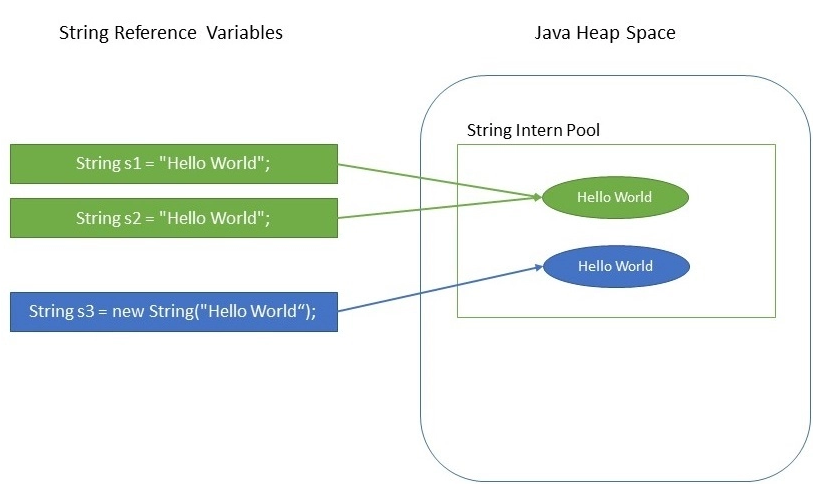 String Reference Variables
Java Heap Space
String Intern Pool
String s1 = "Hello World";
Hello World
String s2 = "Hello World";
Hello World
String s3 = new String("Hello World“);